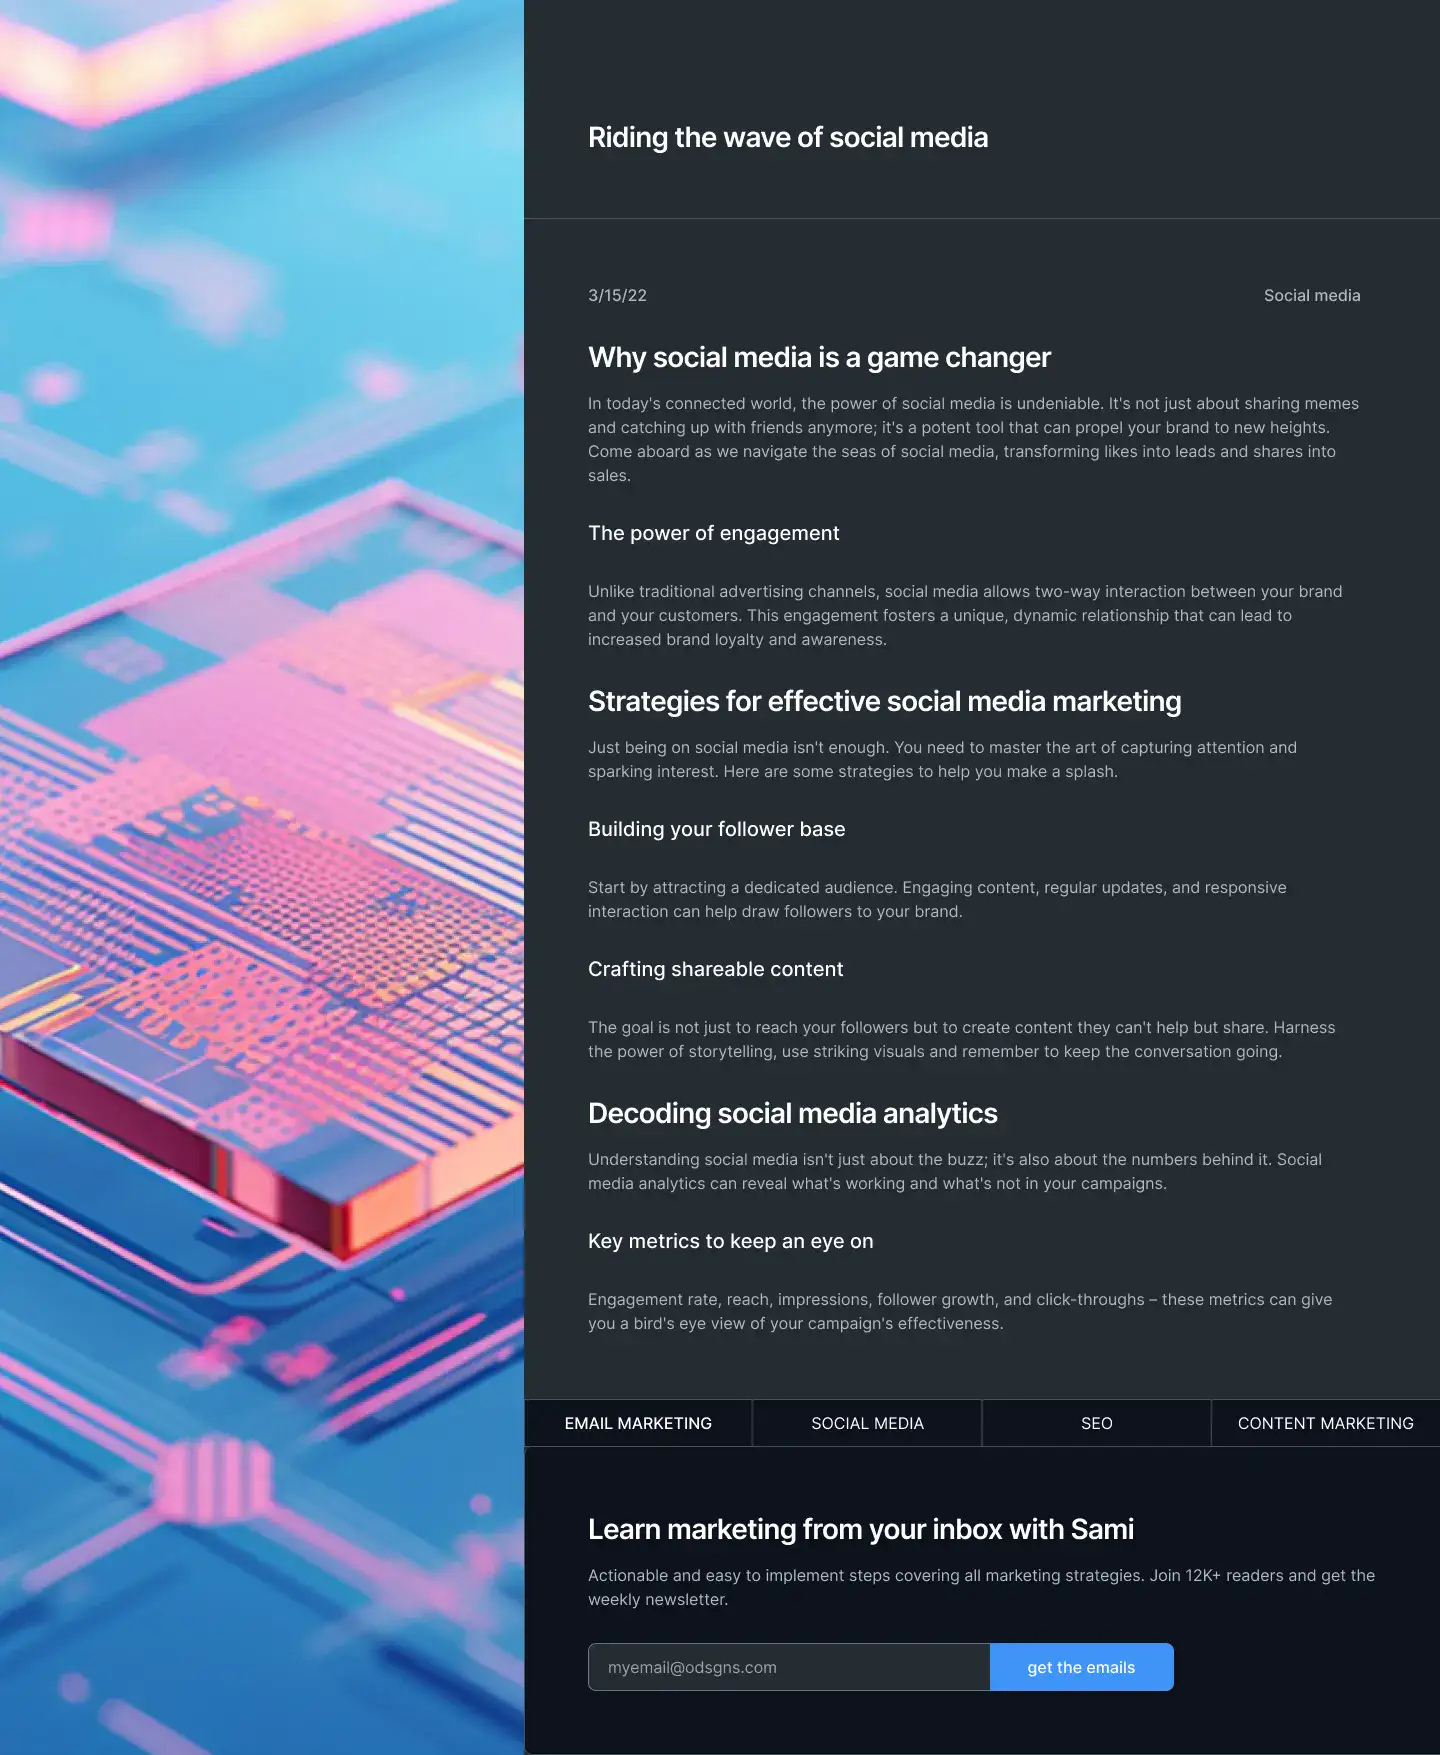 Riding the wave of social media
3/15/22
Social media
Why social media is a game changer
In today's connected world, the power of social media is undeniable. It's not just about sharing memes
and catching up with friends anymore; it's a potent tool that can propel your brand to new heights.
Come aboard as we navigate the seas of social media, transforming likes into leads and shares into
sales.
The power of engagement
Unlike traditional advertising channels, social media allows two-way interaction between your brand
and your customers. This engagement fosters a unique, dynamic relationship that can lead to
increased brand loyalty and awareness.
Strategies for effective social media marketing
Just being on social media isn't enough. You need to master the art of capturing attention and
sparking interest. Here are some strategies to help you make a splash.
Building your follower base
Start by attracting a dedicated audience. Engaging content, regular updates, and responsive
interaction can help draw followers to your brand.
Crafting shareable content
The goal is not just to reach your followers but to create content they can't help but share. Harness
the power of storytelling, use striking visuals and remember to keep the conversation going.
Decoding social media analytics
Understanding social media isn't just about the buzz; it's also about the numbers behind it. Social
media analytics can reveal what's working and what's not in your campaigns.
Key metrics to keep an eye on
Engagement rate, reach, impressions, follower growth, and click-throughs – these metrics can give
you a bird's eye view of your campaign's effectiveness.
EMAIL MARKETING
SOCIAL MEDIA
SEO
CONTENT MARKETING
Learn marketing from your inbox with Sami
Actionable and easy to implement steps covering all marketing strategies. Join 12K+ readers and get the
weekly newsletter.
myemail@odsgns.com
get the emails